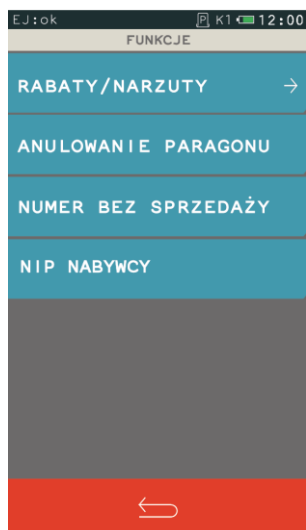 EJ:ok P K1 12:00
FUNKCJE
RABATY/NARZUTY
ANULOWANIE PARAGONU
NUMER BEZ SPRZEDAŻY
NIP NABYWCY